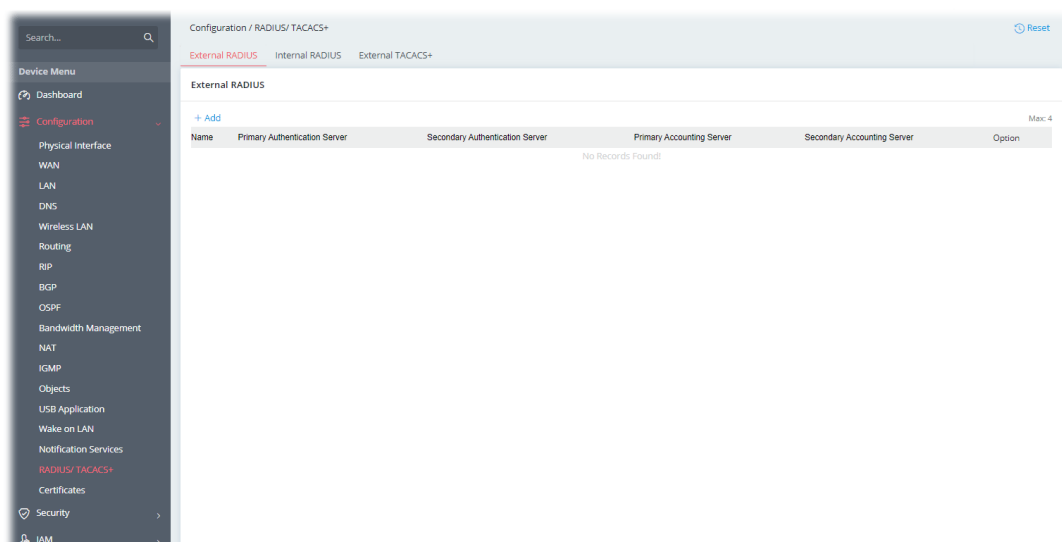 Search...
Device Menu
Dashboard
Configuration
Physical Interface
WAN
LAN
DNS
Wireless LAN
Routing
RIP
BGP
OSPF
Bandwidth Management
NAT
IGMP
Objects
USB Application
Wake on LAN
Notification Services
RADIUS/ TACACS+
Certificates
Security
IAM
Configuration / RADIUS/ TACACS+
Reset
External RADIUS Internal RADIUS External TACACS+
External RADIUS
+ Add
Max: 4
Name Primary Authentication Server Secondary Authentication Server Primary Accounting Server Secondary Accounting Server Option
No Records Found!